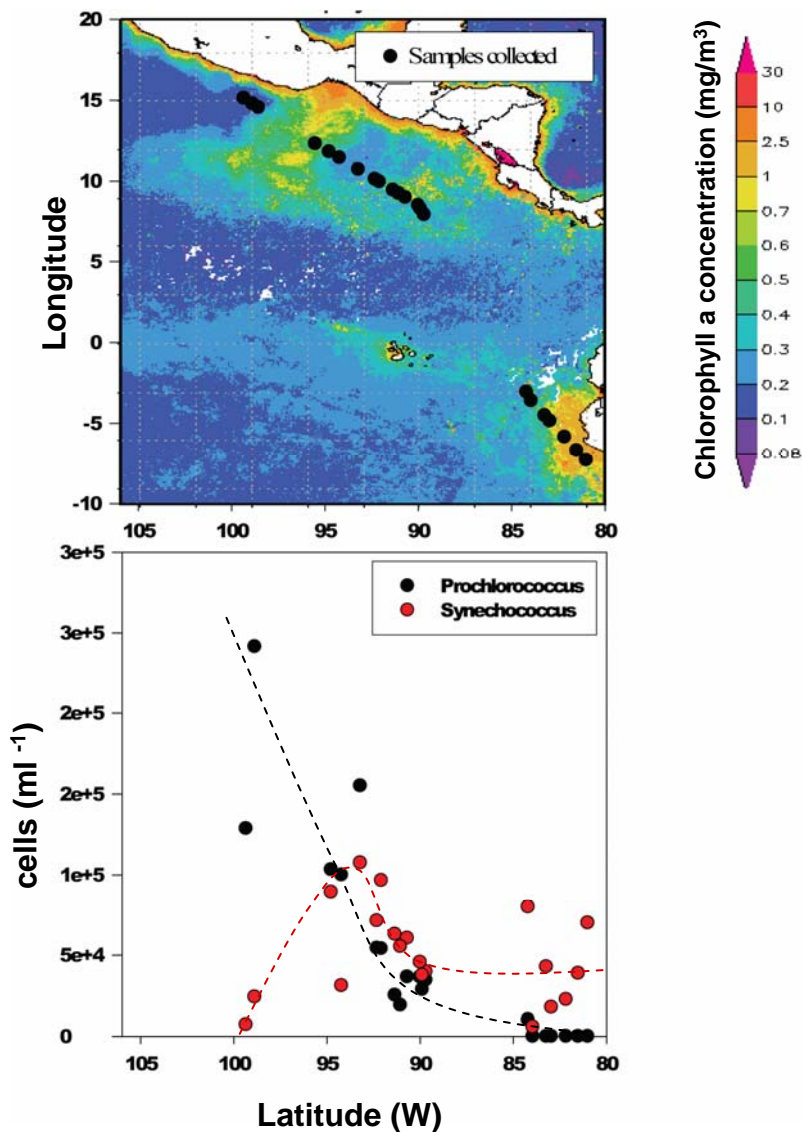 20
Samples collected
15
10
5
0
-5
-10
Longitude
105 100 95 90 85 80
Chlorophyll a concentration (mg/m³)
30
10
2.5
1
0.7
0.6
0.5
0.4
0.3
0.2
0.1
0.08
3e+5
3e+5
2e+5
2e+5
1e+5
5e+4
0
cells (ml ⁻¹)
Prochlorococcus
Synechococcus
105 100 95 90 85 80
Latitude (W)